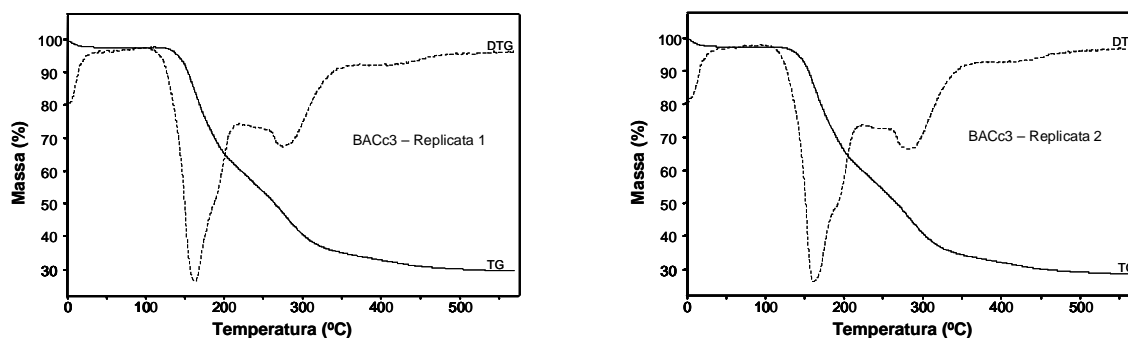 100
90
80
70
60
50
40
30
Massa (%)
DTG
BACc3 – Replicata 1
TG
0 100 200 300 400 500
Temperatura (ºC)
100
90
80
70
60
50
40
30
Massa (%)
DT
BACc3 – Replicata 2
TG
0 100 200 300 400 500
Temperatura (ºC)